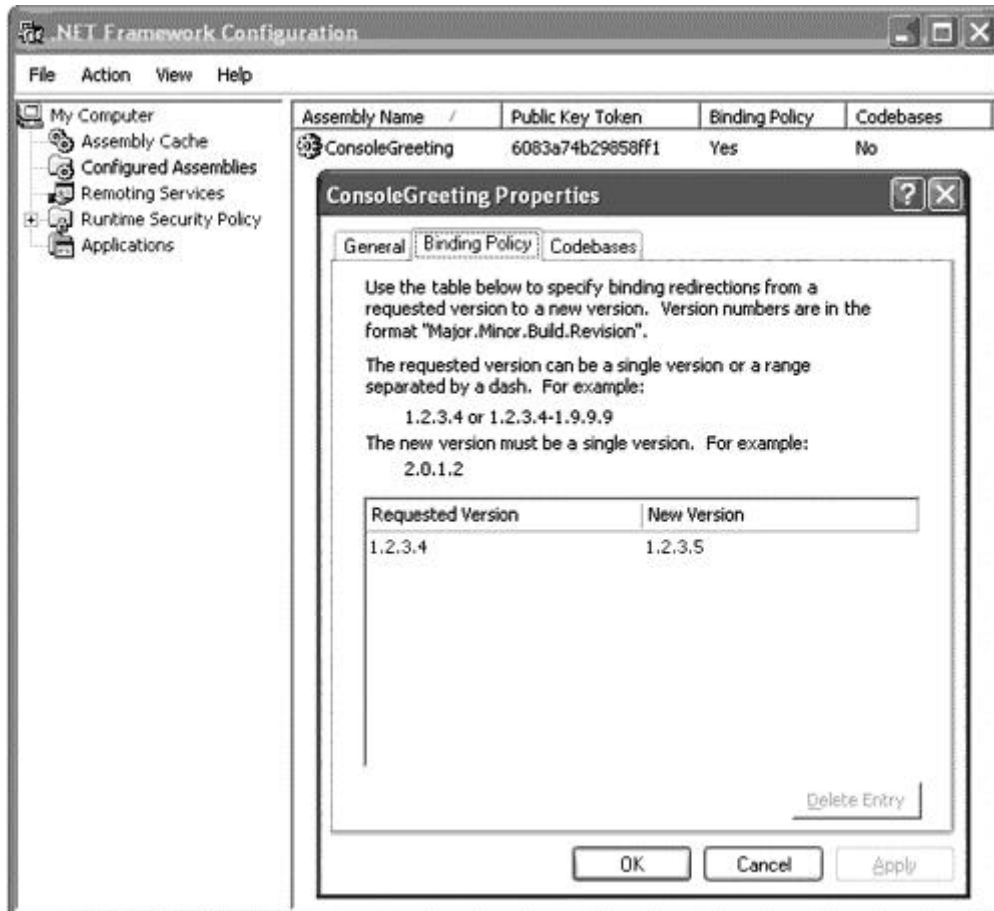 .NET Framework Configuration
File Action View Help
My Computer
Assembly Cache
Configured Assemblies
Remoting Services
Runtime Security Policy
Applications
Assembly Name / Public Key Token Binding Policy Codebases
ConsoleGreeting 6083a74b29858ff1 Yes No
ConsoleGreeting Properties
General Binding Policy Codebases
Use the table below to specify binding redirections from a
requested version to a new version. Version numbers are in the
format "Major.Minor.Build.Revision".
The requested version can be a single version or a range
separated by a dash. For example:
1.2.3.4 or 1.2.3.4-1.9.9.9
The new version must be a single version. For example:
2.0.1.2
Requested Version New Version
1.2.3.4 1.2.3.5
Delete Entry
OK Cancel Apply